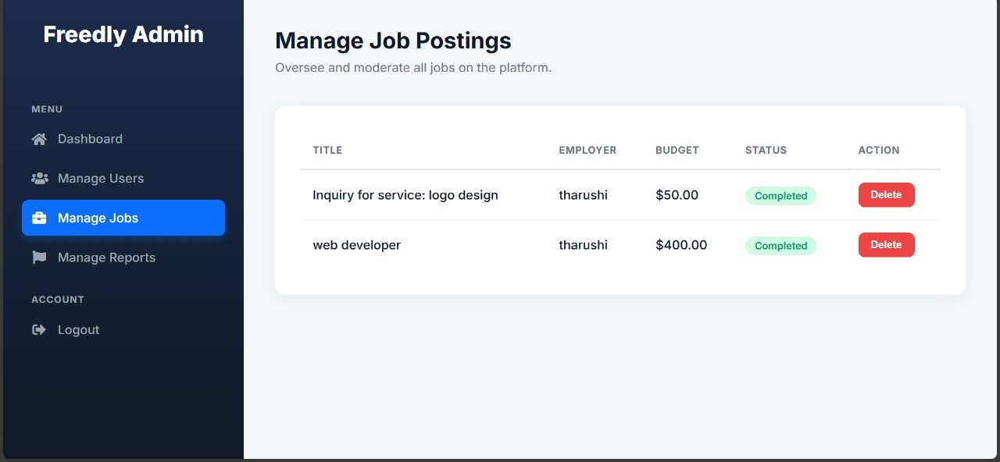 Freedly Admin
MENU
Dashboard
Manage Users
Manage Jobs
Manage Reports
ACCOUNT
Logout
Manage Job Postings
Oversee and moderate all jobs on the platform.
TITLE EMPLOYER BUDGET STATUS ACTION
Inquiry for service: logo design tharushi $50.00 Completed Delete
web developer tharushi $400.00 Completed Delete